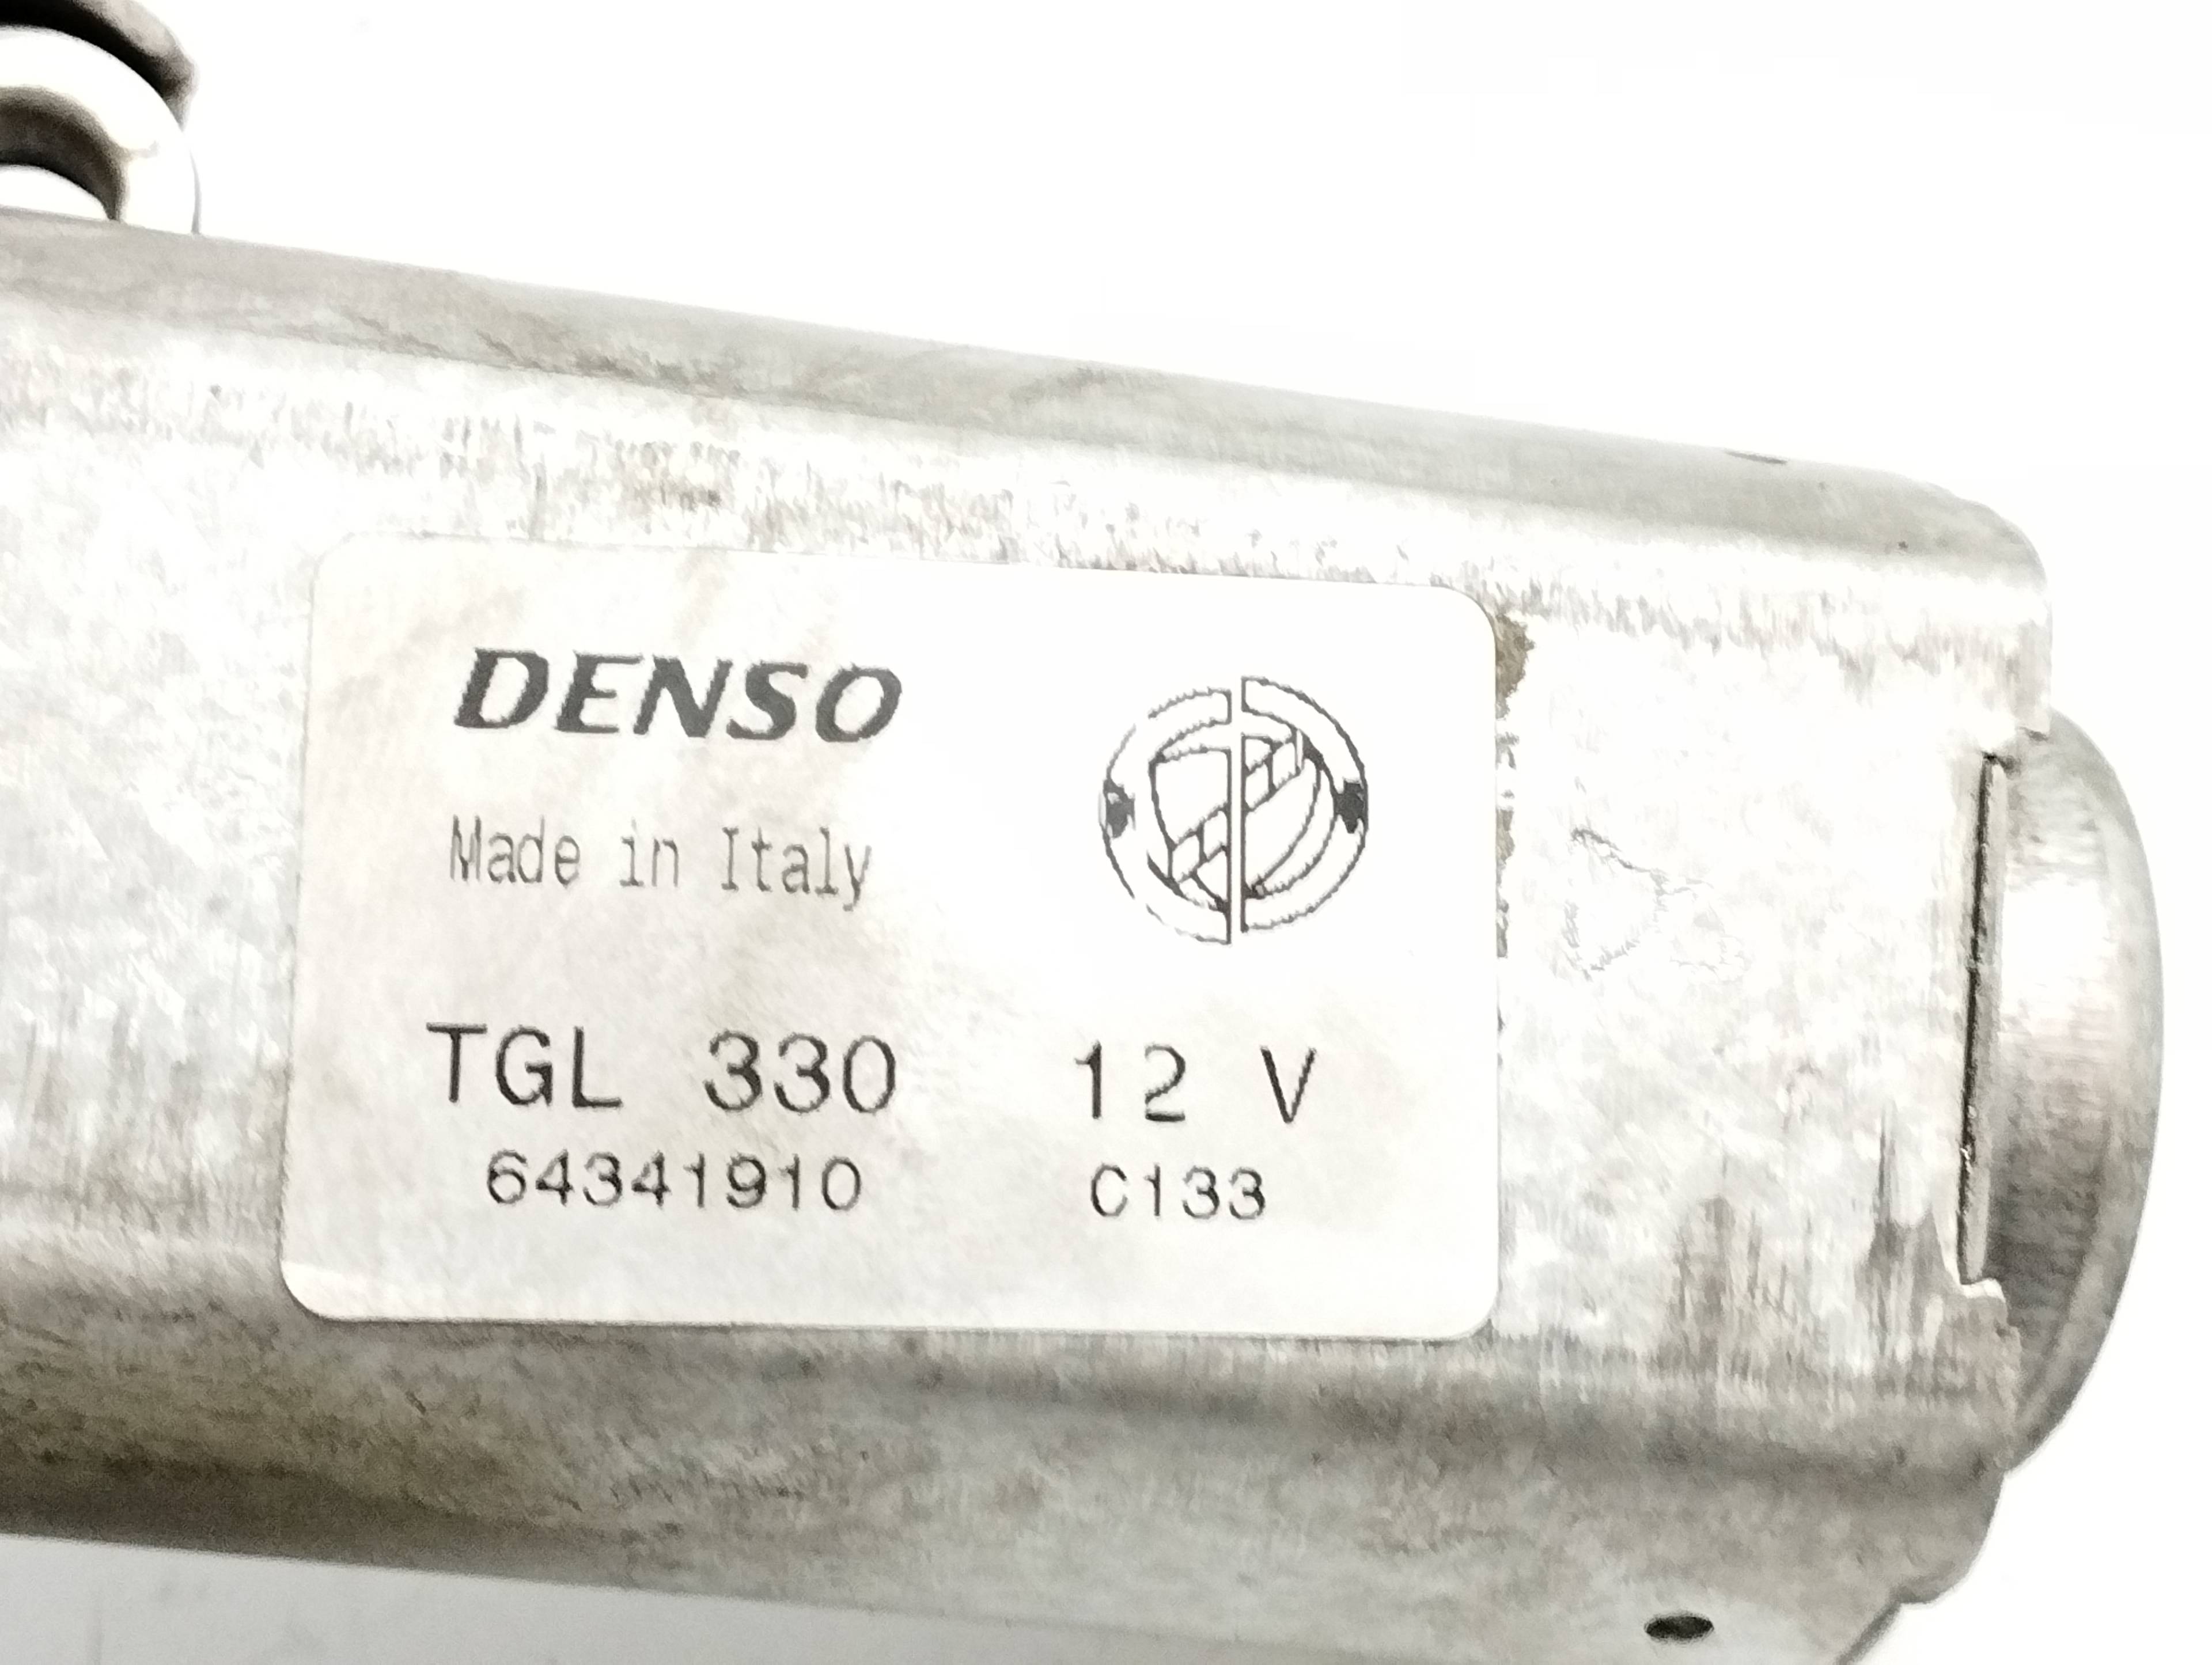 DENSO
Made in Italy
TGL 330 12 V
64341910 C133